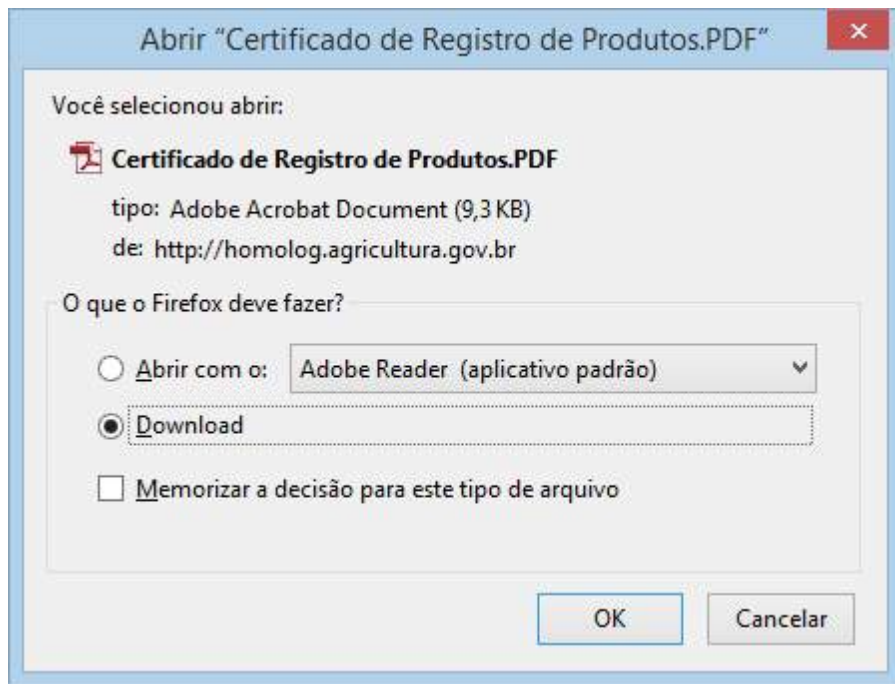 Abrir “Certificado de Registro de Produtos.PDF”
Você selecionou abrir:
Certificado de Registro de Produtos.PDF
tipo: Adobe Acrobat Document (9,3 KB)
de: http://homolog.agricultura.gov.br
O que o Firefox deve fazer?
Abrir com o: Adobe Reader (aplicativo padrão)
Download
Memorizar a decisão para este tipo de arquivo
OK Cancelar